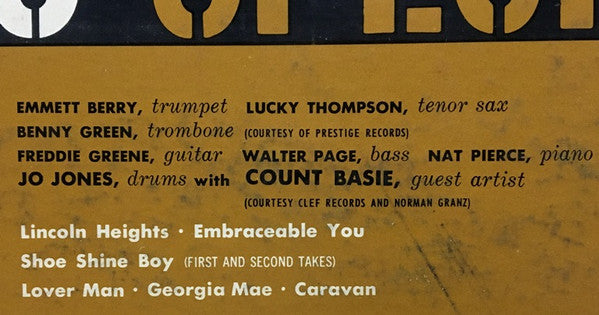 EMMETT BERRY, trumpet LUCKY THOMPSON, tenor sax
BENNY GREEN, trombone (COURTESY OF PRESTIGE RECORDS)
FREDDIE GREENE, guitar WALTER PAGE, bass NAT PIERCE, piano
JO JONES, drums with COUNT BASIE, guest artist
(COURTESY CLEF RECORDS AND NORMAN GRANZ)
Lincoln Heights · Embraceable You
Shoe Shine Boy (FIRST AND SECOND TAKES)
Lover Man · Georgia Mae · Caravan